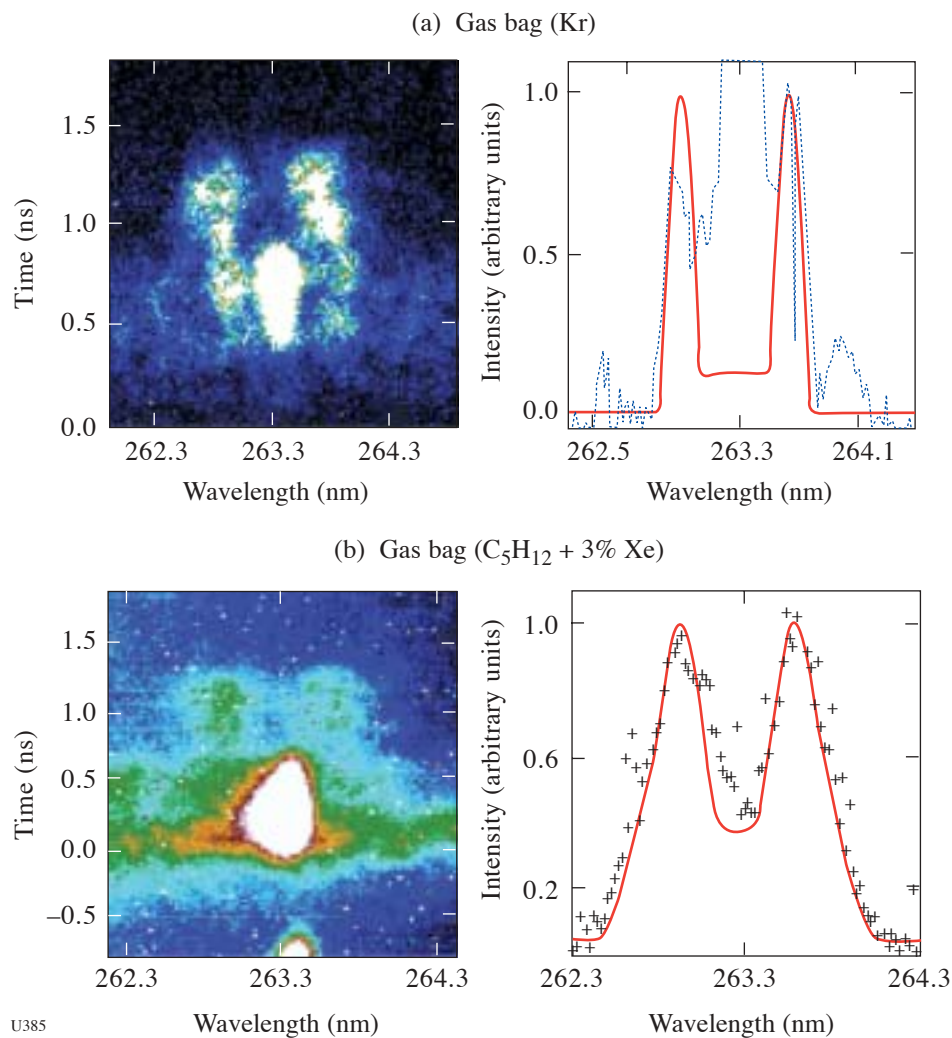 (a) Gas bag (Kr)
1.5
1.0
0.5
0.0
Time (ns)
262.3 263.3 264.3
Wavelength (nm)
1.0
0.5
0.0
Intensity (arbitrary units)
262.5 263.3 264.1
Wavelength (nm)
(b) Gas bag (C₅H₁₂ + 3% Xe)
1.5
1.0
0.5
0.0
–0.5
Time (ns)
262.3 263.3 264.3
Wavelength (nm)
1.0
0.6
0.2
Intensity (arbitrary units)
262.3 263.3 264.3
Wavelength (nm)
U385